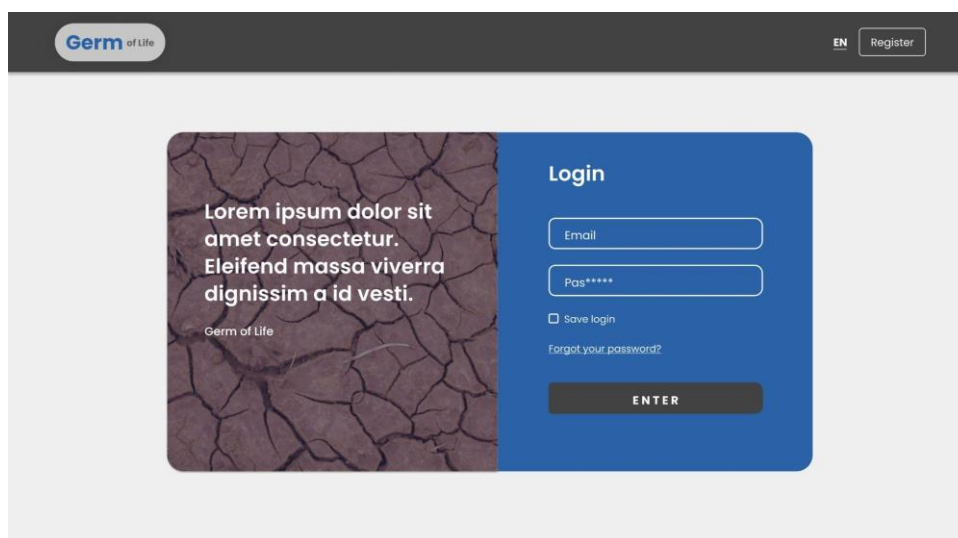 Germ of Life
EN
Register
Lorem ipsum dolor sit
amet consectetur.
Eleifend massa viverra
dignissim a id vesti.
Germ of Life
Login
Email
Pas*****
Save login
Forgot your password?
ENTER